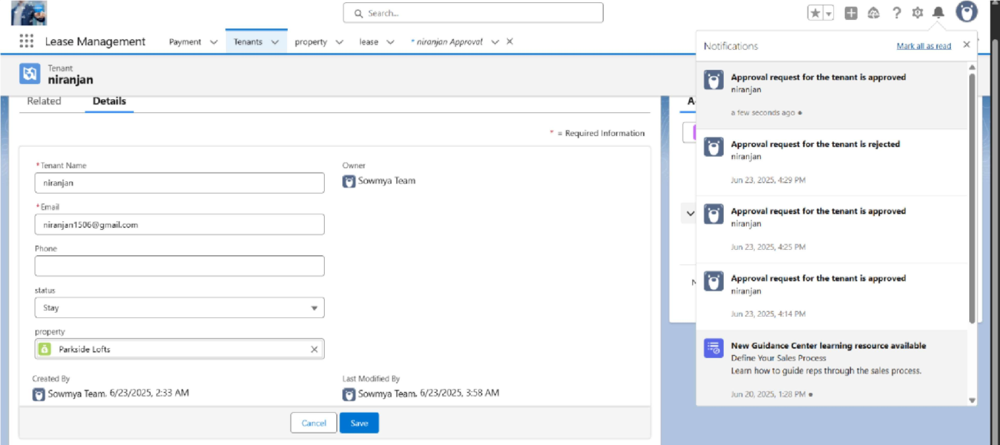 Search...
Lease Management
Payment
Tenants
property
lease
* niranjan Approval
Tenant
niranjan
Related
Details
* = Required Information
*Tenant Name
niranjan
Owner
Sowmya Team
*Email
niranjan1506@gmail.com
Phone
status
Stay
property
Parkside Lofts
Created By
Sowmya Team, 6/23/2025, 2:33 AM
Last Modified By
Sowmya Team, 6/23/2025, 3:58 AM
Cancel
Save
Notifications
Mark all as read
Approval request for the tenant is approved
niranjan
a few seconds ago •
Approval request for the tenant is rejected
niranjan
Jun 23, 2025, 4:29 PM
Approval request for the tenant is approved
niranjan
Jun 23, 2025, 4:25 PM
Approval request for the tenant is approved
niranjan
Jun 23, 2025, 4:14 PM
New Guidance Center learning resource available
Define Your Sales Process
Learn how to guide reps through the sales process.
Jun 20, 2025, 1:28 PM •